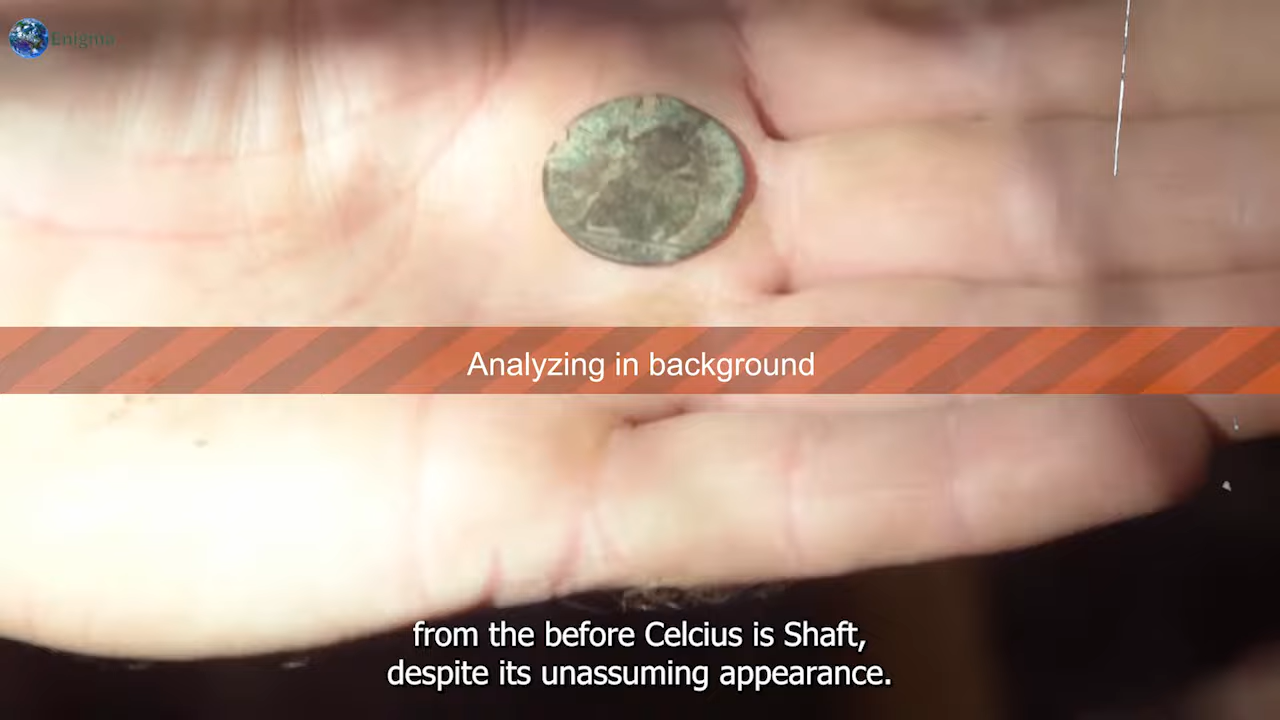 Enigma
Analyzing in background
from the before Celcius is Shaft,
despite its unassuming appearance.